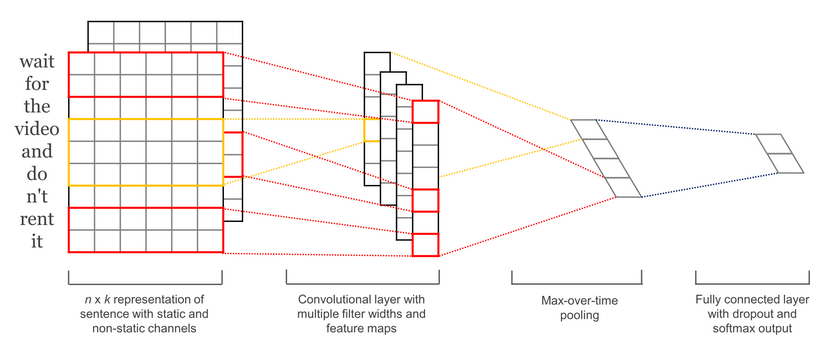 wait
for
the
video
and
do
n't
rent
it
n x k representation of
sentence with static and
non-static channels
Convolutional layer with
multiple filter widths and
feature maps
Max-over-time
pooling
Fully connected layer
with dropout and
softmax output